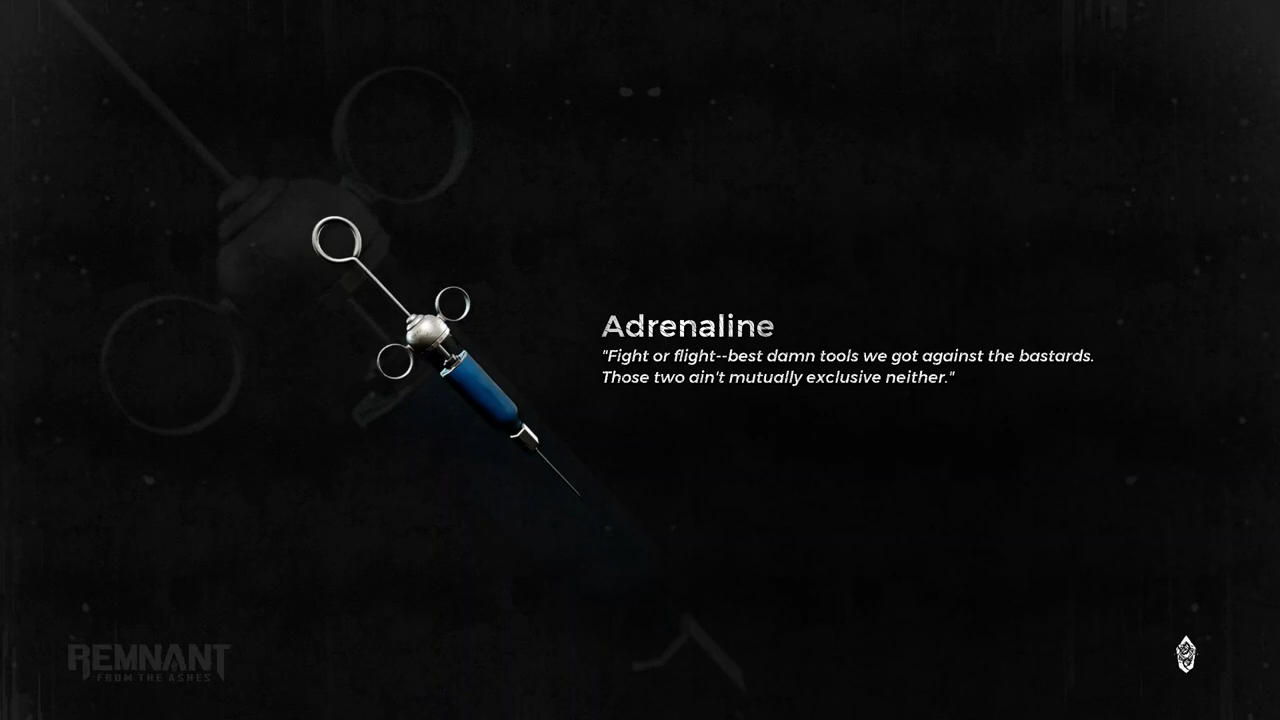 Adrenaline
"Fight or flight--best damn tools we got against the bastards.
Those two ain't mutually exclusive neither."
REMNANT
FROM THE ASHES